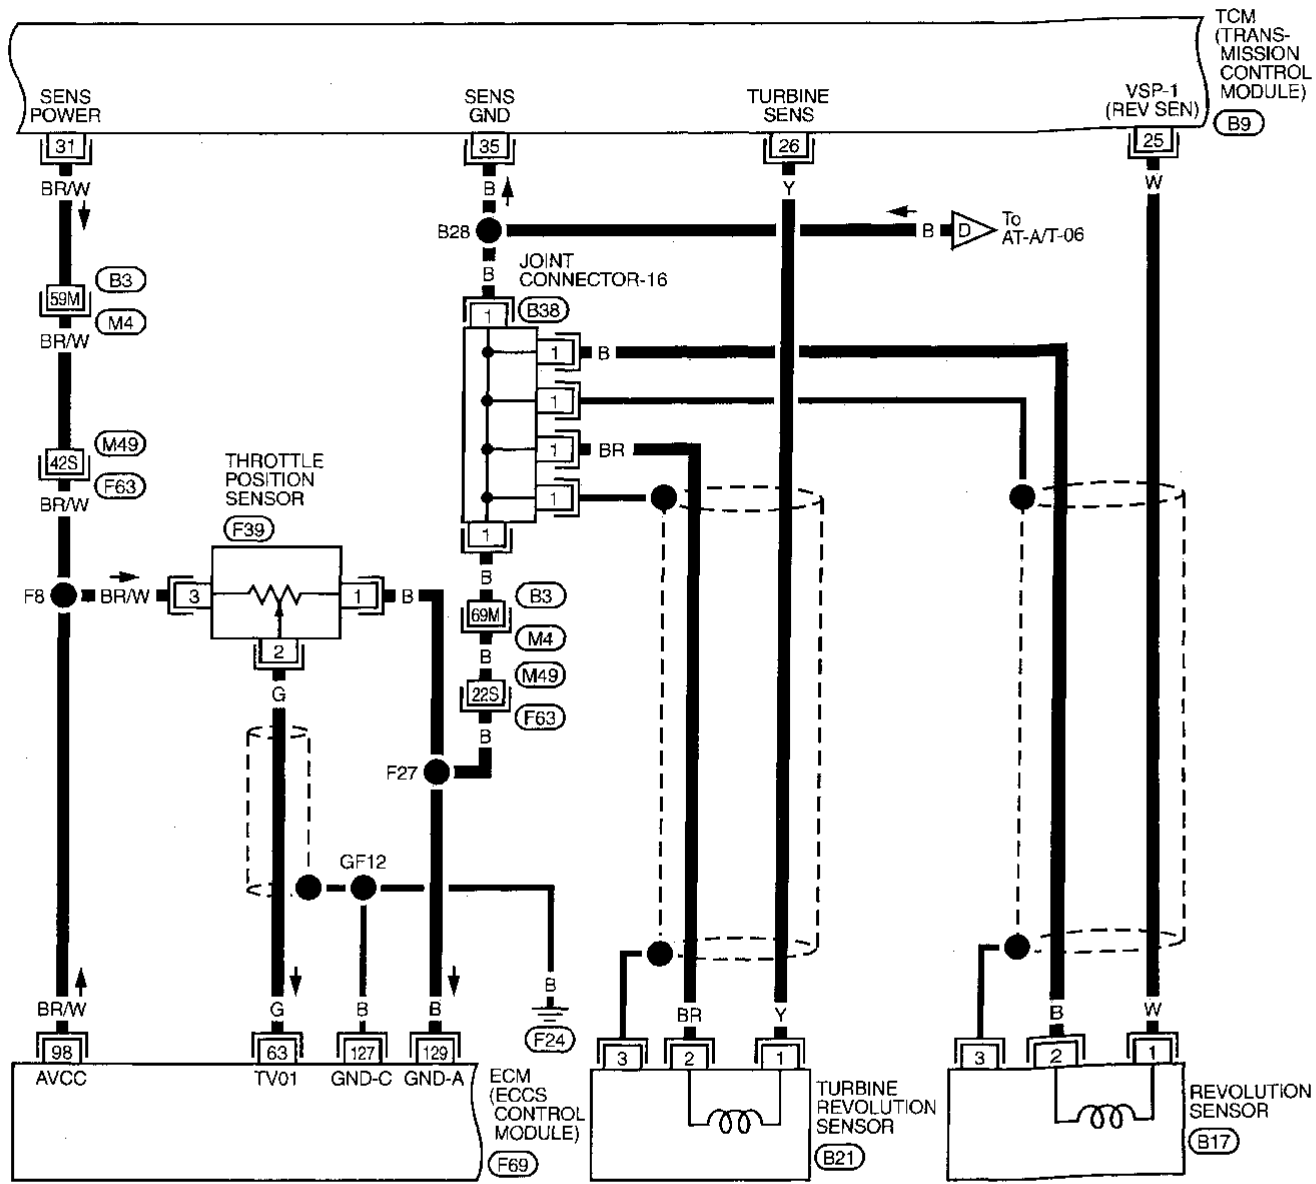 TCM
(TRANS-
MISSION
CONTROL
MODULE)
B9
SENS
POWER
SENS
GND
TURBINE
SENS
VSP-1
(REV SEN)
31
35
26
25
BR/W
B
Y
W
B28
B
D
To
AT-A/T-06
B
JOINT
CONNECTOR-16
B3
59M
M4
BR/W
1
B38
1
B
1
1
BR
1
1
M49
42S
F63
BR/W
THROTTLE
POSITION
SENSOR
F39
F8
BR/W
3
1
B
2
G
B
B3
69M
M4
B
M49
22S
F63
B
F27
GF12
BR/W
G
B
B
B
F24
BR
Y
B
W
98
63
127
129
AVCC
TV01
GND-C
GND-A
ECM
(ECCS
CONTROL
MODULE)
F69
3
2
1
TURBINE
REVOLUTION
SENSOR
B21
3
2
1
REVOLUTION
SENSOR
B17